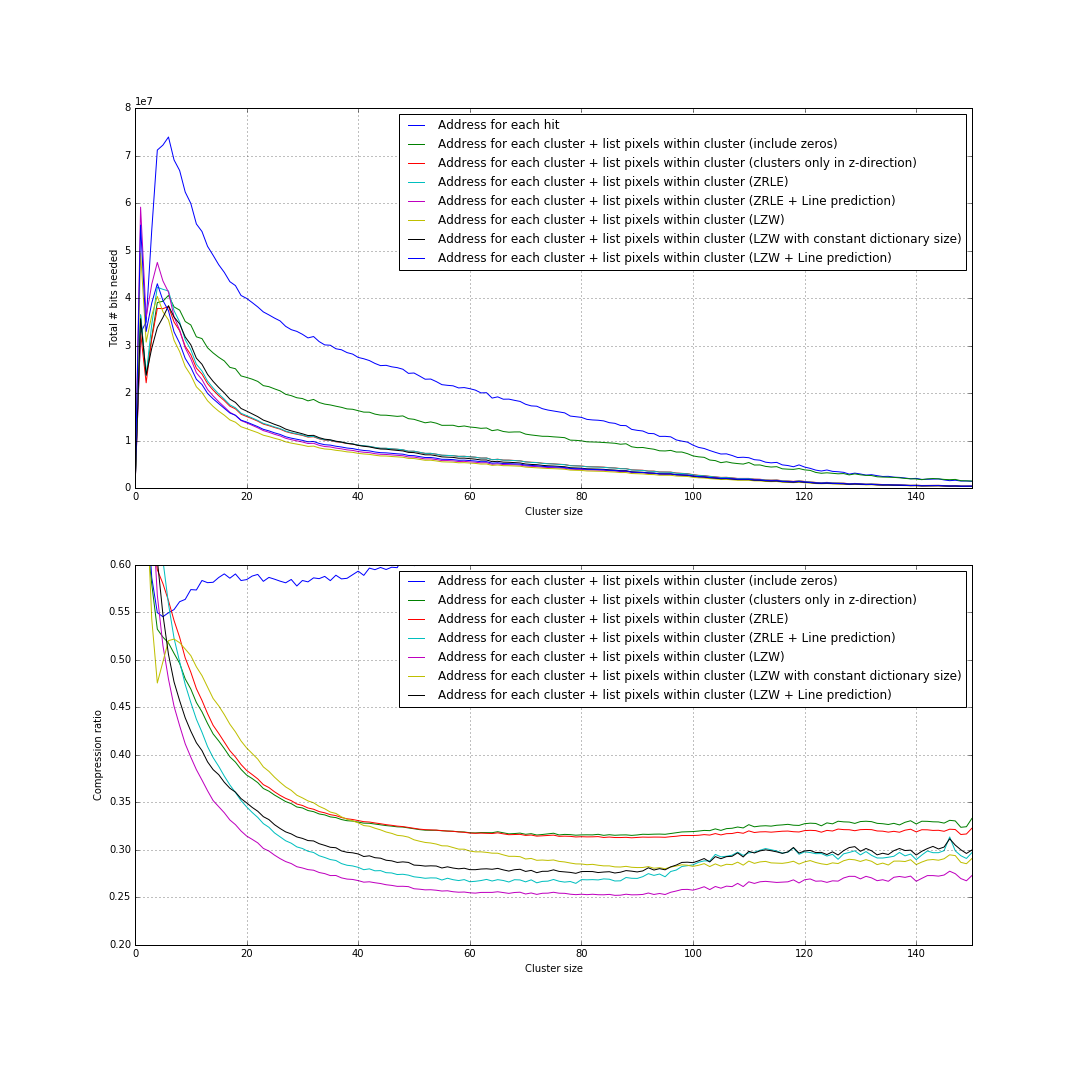 1e7
8
7
6
5
4
3
2
1
0
Total # bits needed
Address for each hit
Address for each cluster + list pixels within cluster (include zeros)
Address for each cluster + list pixels within cluster (clusters only in z-direction)
Address for each cluster + list pixels within cluster (ZRLE)
Address for each cluster + list pixels within cluster (ZRLE + Line prediction)
Address for each cluster + list pixels within cluster (LZW)
Address for each cluster + list pixels within cluster (LZW with constant dictionary size)
Address for each cluster + list pixels within cluster (LZW + Line prediction)
0 20 40 60 80 100 120 140
Cluster size
0.60
0.55
0.50
0.45
0.40
0.35
0.30
0.25
0.20
Compression ratio
Address for each cluster + list pixels within cluster (include zeros)
Address for each cluster + list pixels within cluster (clusters only in z-direction)
Address for each cluster + list pixels within cluster (ZRLE)
Address for each cluster + list pixels within cluster (ZRLE + Line prediction)
Address for each cluster + list pixels within cluster (LZW)
Address for each cluster + list pixels within cluster (LZW with constant dictionary size)
Address for each cluster + list pixels within cluster (LZW + Line prediction)
0 20 40 60 80 100 120 140
Cluster size